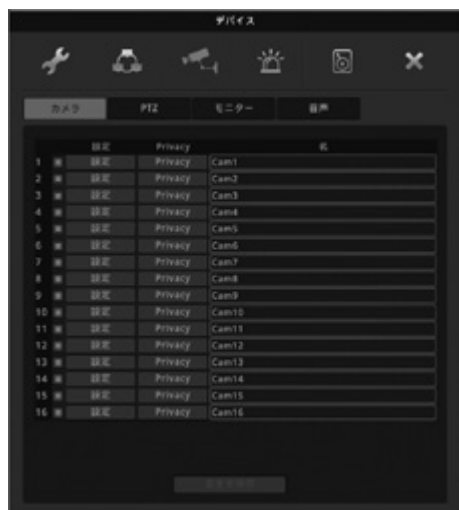 デバイス
カメラ PTZ モニター 音声
設定 Privacy 名
1 設定 Privacy Cam1
2 設定 Privacy Cam2
3 設定 Privacy Cam3
4 設定 Privacy Cam4
5 設定 Privacy Cam5
6 設定 Privacy Cam6
7 設定 Privacy Cam7
8 設定 Privacy Cam8
9 設定 Privacy Cam9
10 設定 Privacy Cam10
11 設定 Privacy Cam11
12 設定 Privacy Cam12
13 設定 Privacy Cam13
14 設定 Privacy Cam14
15 設定 Privacy Cam15
16 設定 Privacy Cam16